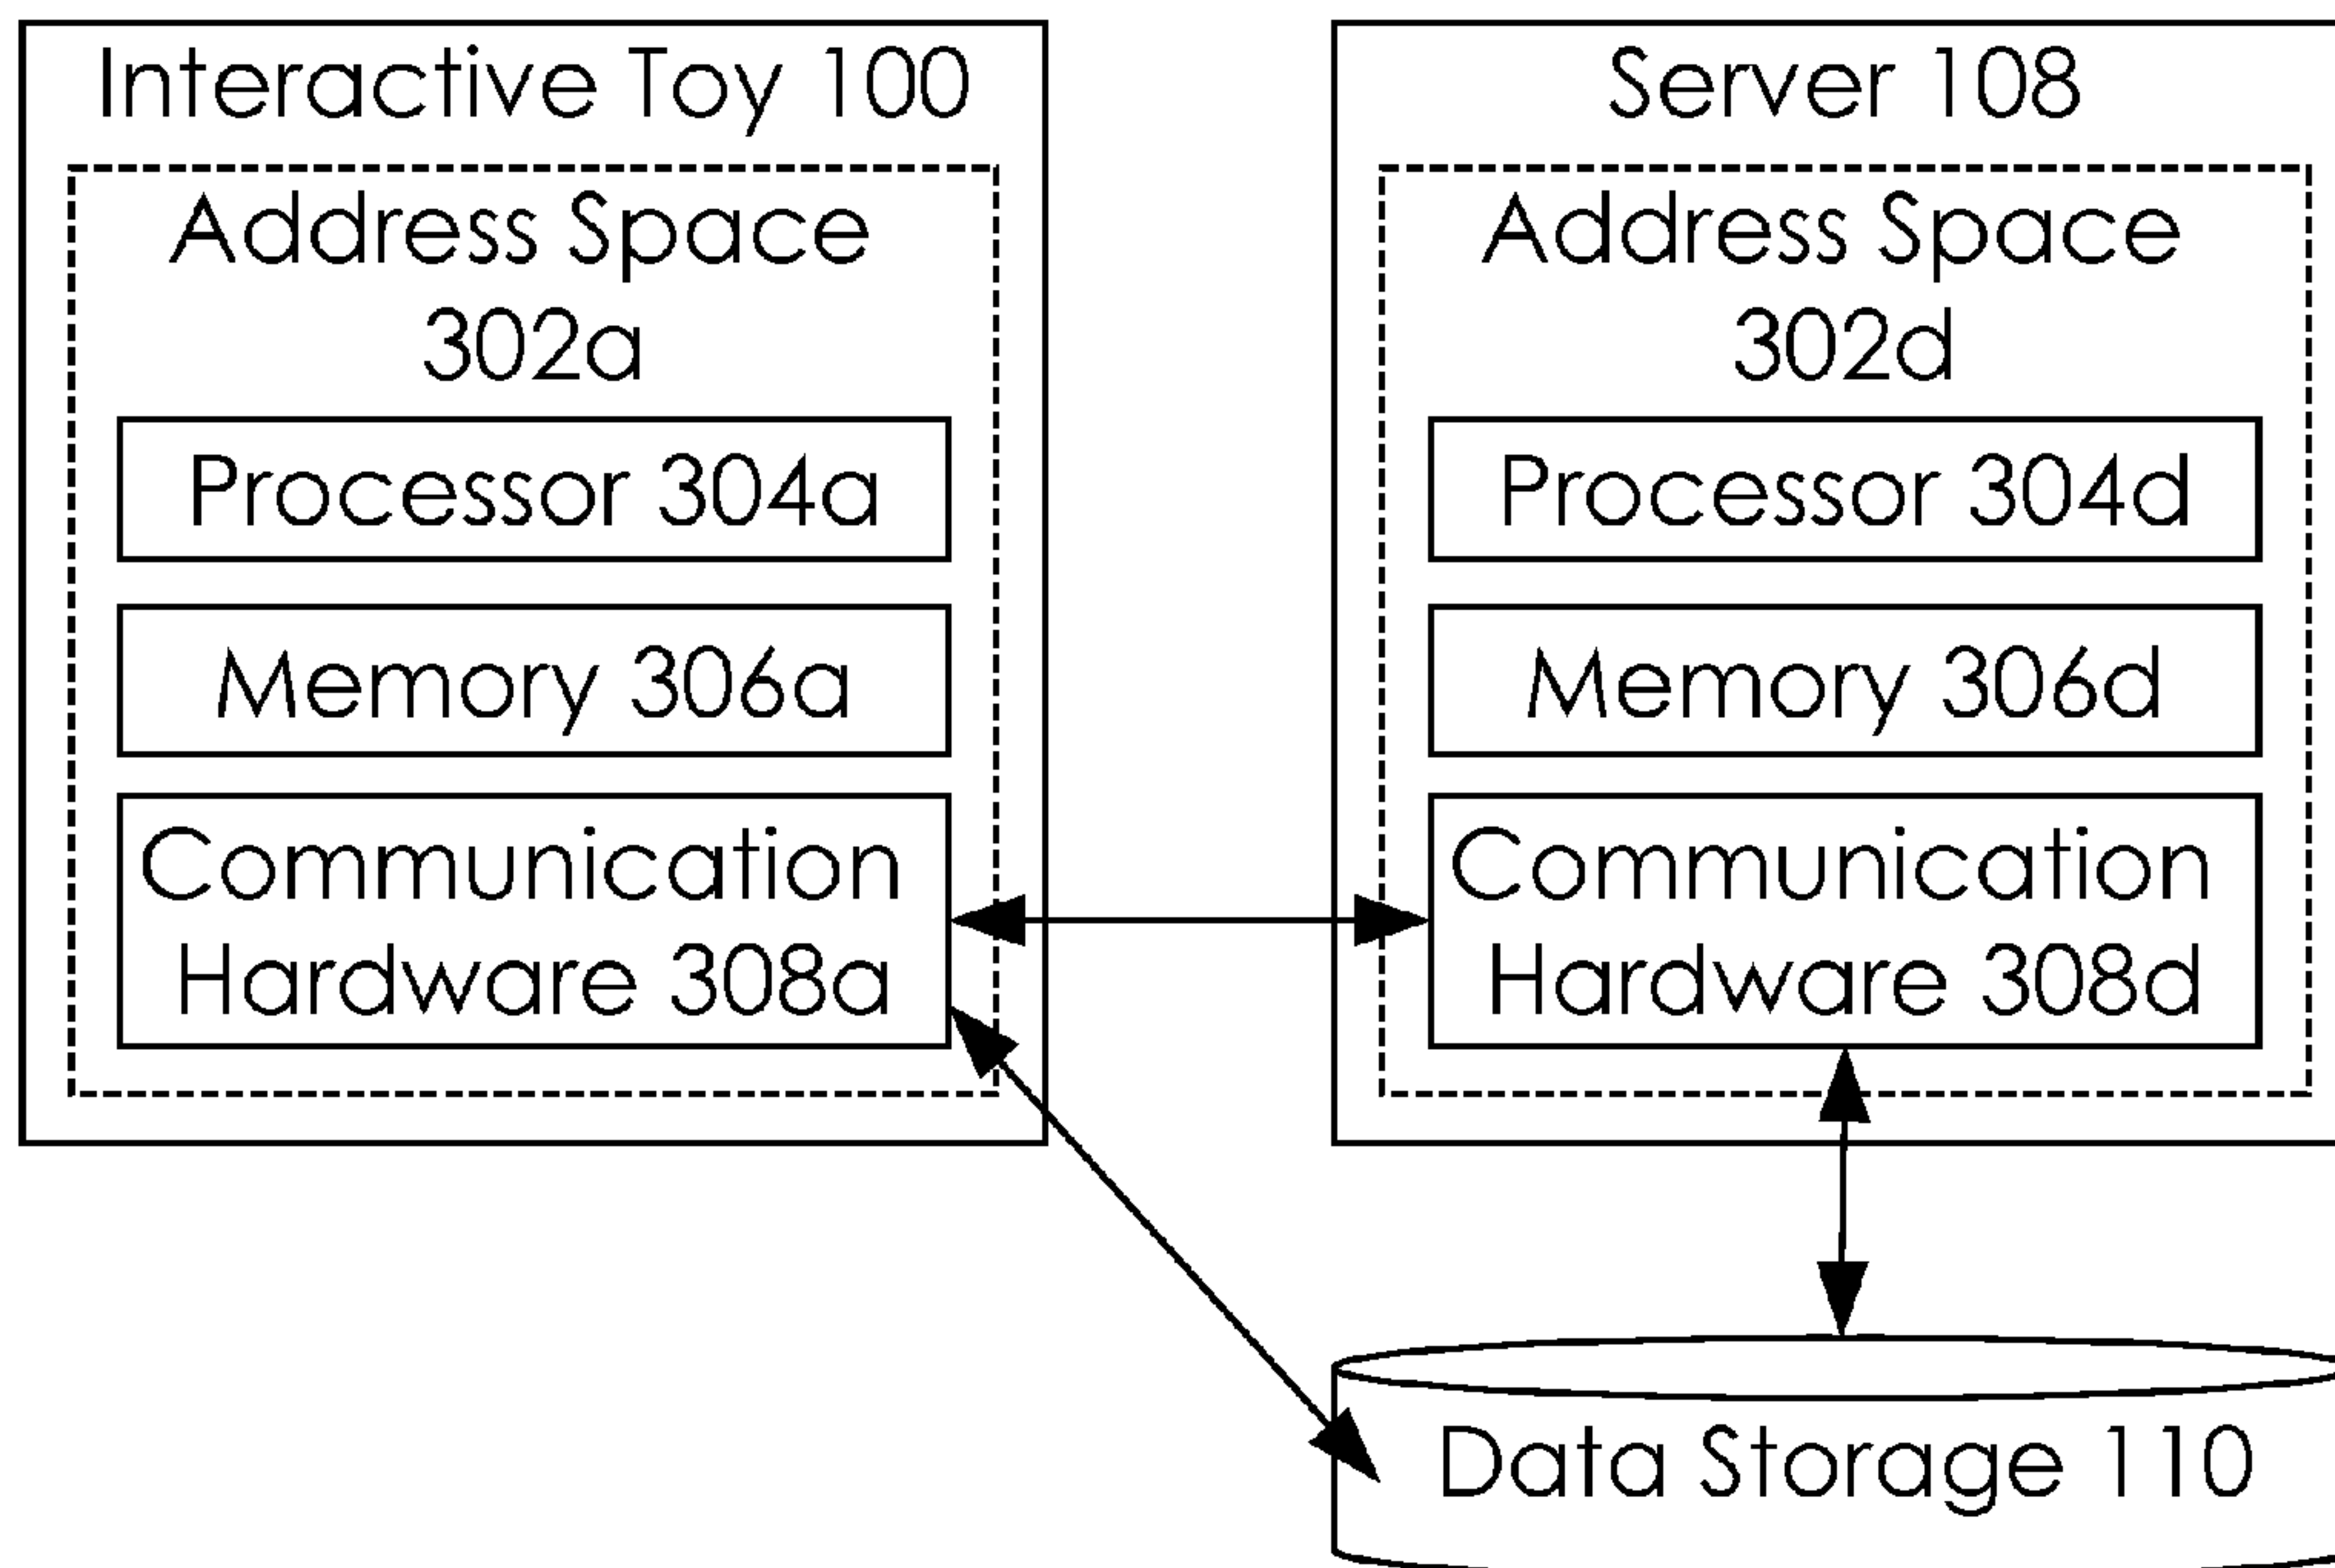 Interactive Toy 100
Address Space
302a
Processor 304a
Memory 306a
Communication
Hardware 308a
Server 108
Address Space
302d
Processor 304d
Memory 306d
Communication
Hardware 308d
Data Storage 110